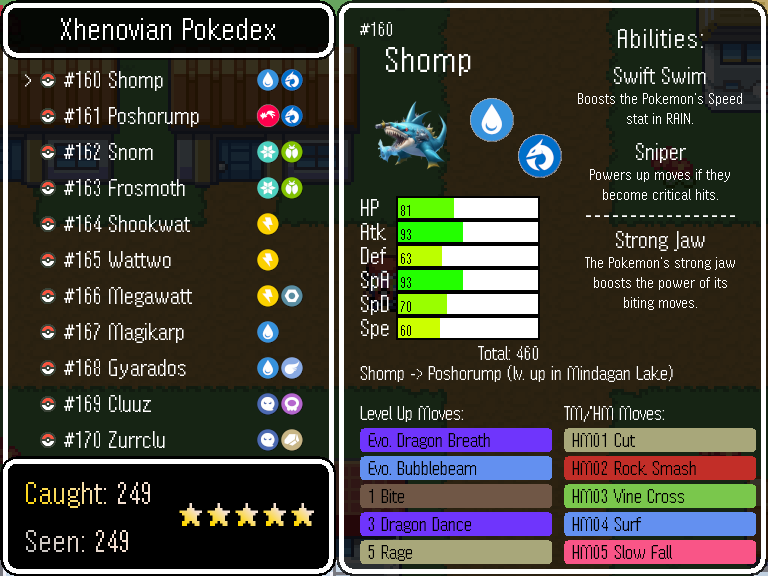 Xhenovian Pokedex
> #160 Shomp
#161 Poshorump
#162 Snom
#163 Frosmoth
#164 Shookwat
#165 Wattwo
#166 Megawatt
#167 Magikarp
#168 Gyarados
#169 Cluuz
#170 Zurrclu
Caught: 249
Seen: 249
#160
Shomp
HP 81
Atk 93
Def 63
SpA 93
SpD 70
Spe 60
Total: 460
Shomp -> Poshorump (lv. up in Mindagan Lake)
Abilities:
Swift Swim
Boosts the Pokemon's Speed
stat in RAIN.
Sniper
Powers up moves if they
become critical hits.
Strong Jaw
The Pokemon's strong jaw
boosts the power of its
biting moves.
Level Up Moves:
Evo. Dragon Breath
Evo. Bubblebeam
1 Bite
3 Dragon Dance
5 Rage
TM/HM Moves:
HM01 Cut
HM02 Rock Smash
HM03 Vine Cross
HM04 Surf
HM05 Slow Fall